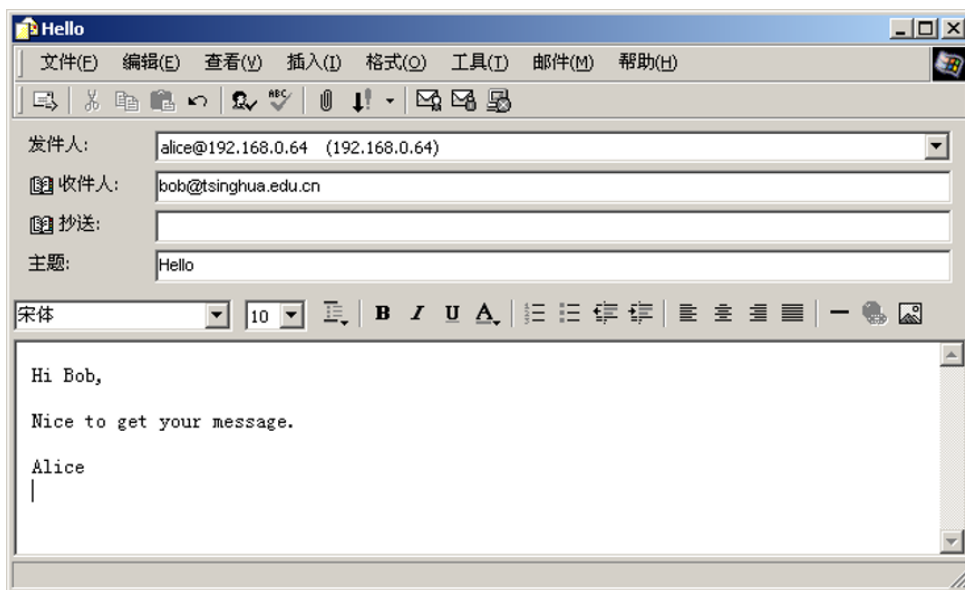 Hello
文件(F) 编辑(E) 查看(V) 插入(I) 格式(O) 工具(T) 邮件(M) 帮助(H)
ABC
发件人: alice@192.168.0.64 (192.168.0.64)
收件人: bob@tsinghua.edu.cn
抄送:
主题: Hello
宋体 10 B I U A
Hi Bob,
Nice to get your message.
Alice